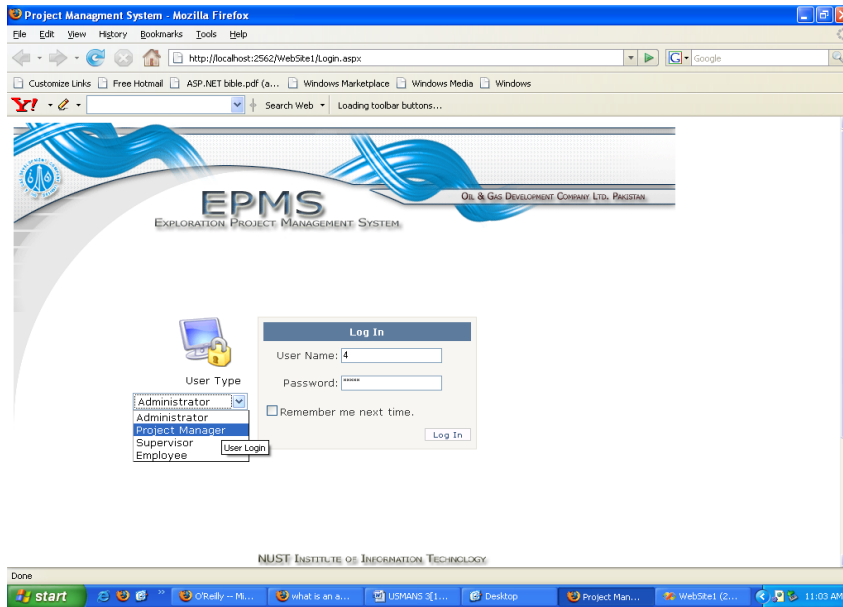 Project Managment System - Mozilla Firefox
File Edit View History Bookmarks Tools Help
http://localhost:2562/WebSite1/Login.aspx
G Google
Customize Links Free Hotmail ASP.NET bible.pdf (a... Windows Marketplace Windows Media Windows
Y! Search Web Loading toolbar buttons...
EPMS
EXPLORATION PROJECT MANAGEMENT SYSTEM
OIL & GAS DEVELOPMENT COMPANY LTD. PAKISTAN
Log In
User Name: 4
User Type
Password: *****
Administrator
Remember me next time.
Administrator
Project Manager
Log In
Supervisor
User Login
Employee
NUST INSTITUTE OF INFORMATION TECHNOLOGY
Done
start » O'Reilly -- Mi... what is an a... USMANS 3[1... Desktop Project Man... WebSite1 (2... 11:03 AM